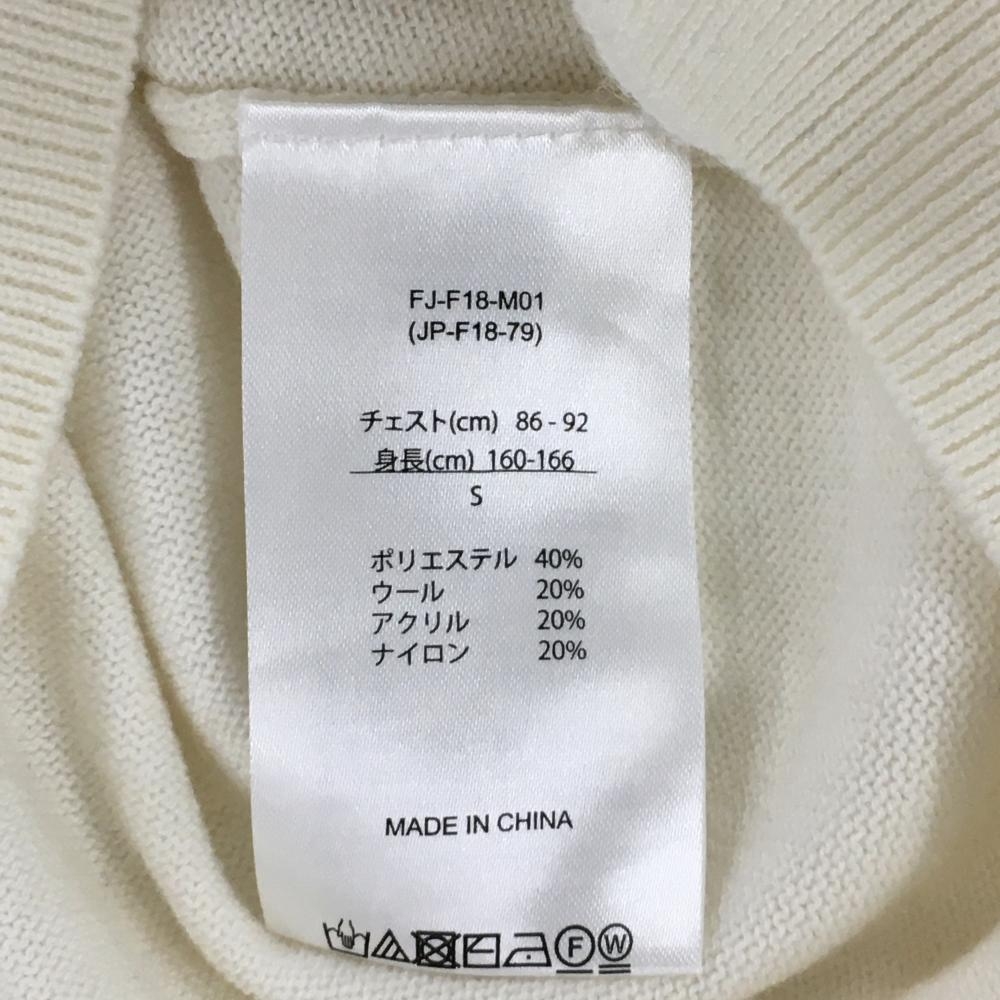 FJ-F18-M01
(JP-F18-79)
チェスト(cm) 86 - 92
身長(cm) 160-166
S
ポリエステル 40%
ウール 20%
アクリル 20%
ナイロン 20%
MADE IN CHINA
F W